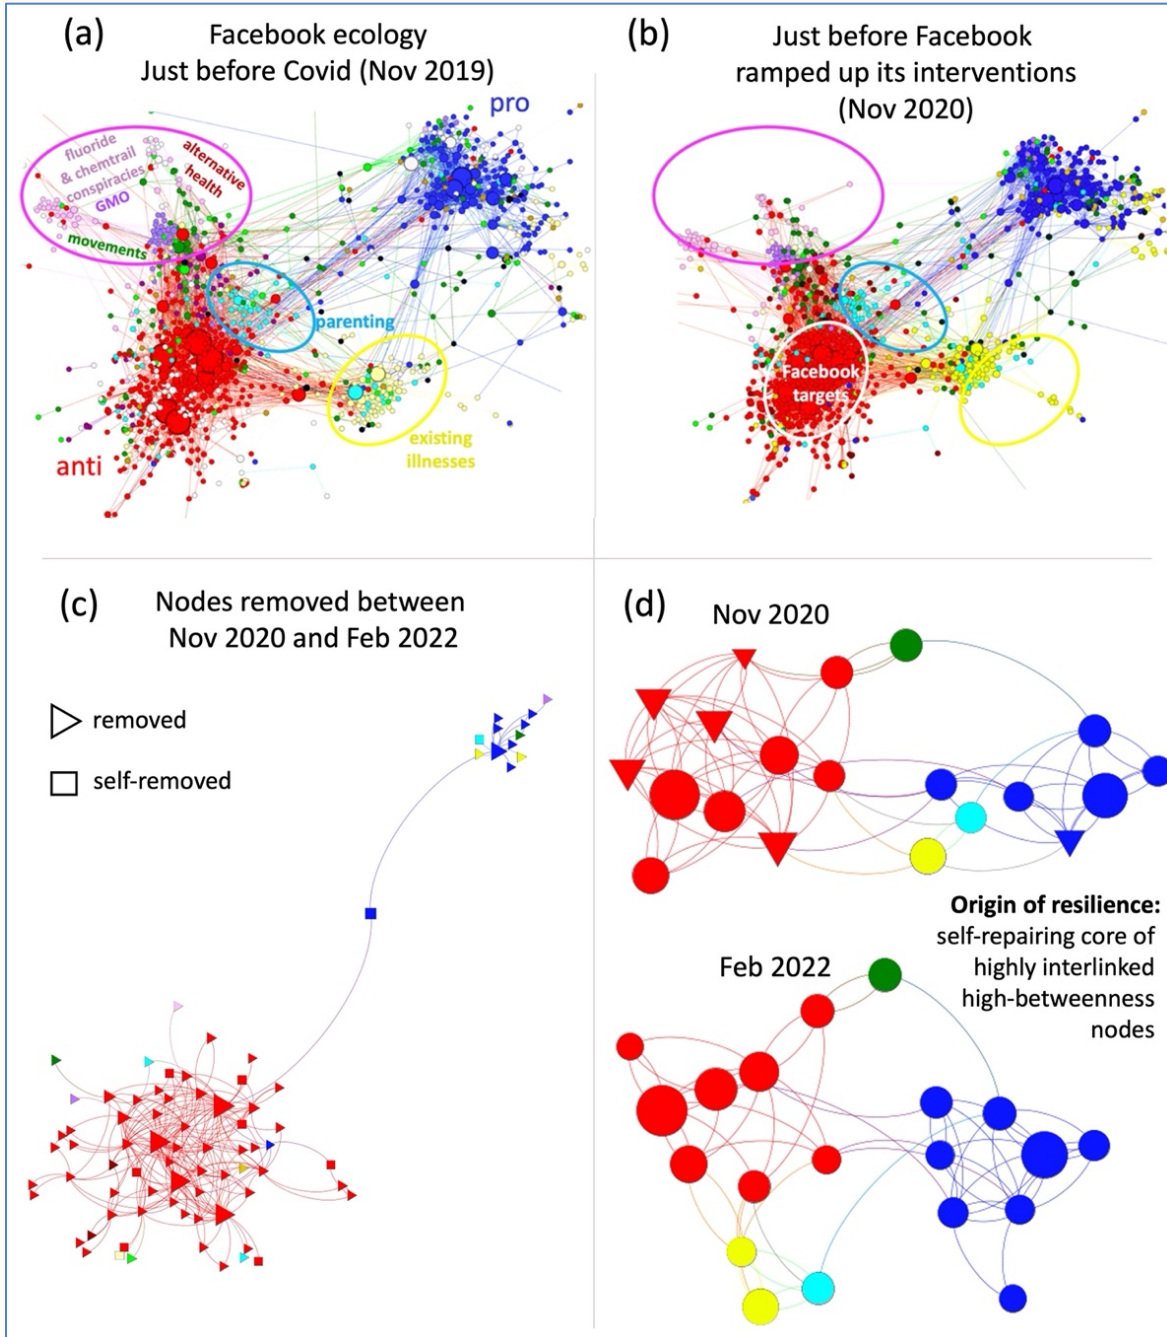 (a)
Facebook ecology
Just before Covid (Nov 2019)
pro
fluoride
& chemtrail
conspiracies
GMO
alternative
health
movements
parenting
existing
illnesses
anti
(b)
Just before Facebook
ramped up its interventions
(Nov 2020)
Facebook
targets
(c)
Nodes removed between
Nov 2020 and Feb 2022
removed
self-removed
(d)
Nov 2020
Origin of resilience:
self-repairing core of
highly interlinked
high-betweenness
nodes
Feb 2022